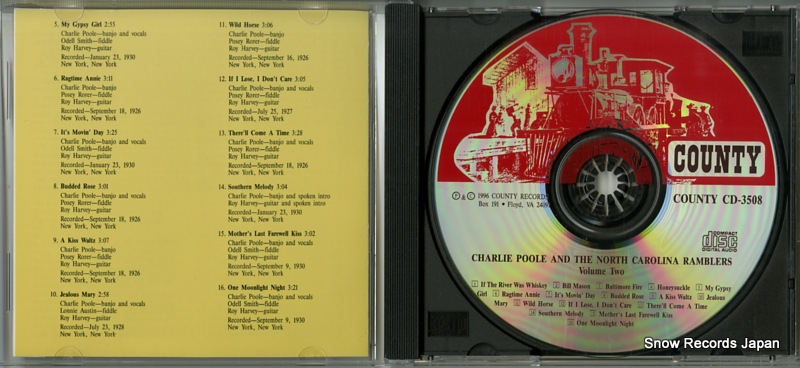 5. My Gypsy Girl 2:55
Charlie Poole—banjo and vocals
Odell Smith—fiddle
Roy Harvey—guitar
Recorded—January 23, 1930
New York, New York
6. Ragtime Annie 3:11
Charlie Poole—banjo
Posey Rorer—fiddle
Roy Harvey—guitar
Recorded—September 18, 1926
New York, New York
7. It's Movin' Day 3:25
Charlie Poole—banjo and vocals
Odell Smith—fiddle
Roy Harvey—guitar
Recorded—January 23, 1930
New York, New York
8. Budded Rose 3:01
Charlie Poole—banjo and vocals
Posey Rorer—fiddle
Roy Harvey—guitar
Recorded—September 18, 1926
New York, New York
9. A Kiss Waltz 3:07
Charlie Poole—banjo
Posey Rorer—fiddle
Roy Harvey—guitar
Recorded—September 18, 1926
New York, New York
10. Jealous Mary 2:58
Charlie Poole—banjo and vocals
Lonnie Austin—fiddle
Roy Harvey—guitar
Recorded—July 23, 1928
New York, New York
11. Wild Horse 3:06
Charlie Poole—banjo
Posey Rorer—fiddle
Roy Harvey—guitar
Recorded—September 16, 1926
New York, New York
12. If I Lose, I Don't Care 3:05
Charlie Poole—banjo and vocals
Posey Rorer—fiddle
Roy Harvey—guitar
Recorded—July 25, 1927
New York, New York
13. There'll Come A Time 3:28
Charlie Poole—banjo and vocals
Posey Rorer—fiddle
Roy Harvey—guitar
Recorded—September 18, 1926
New York, New York
14. Southern Melody 3:04
Charlie Poole—banjo and spoken intro
Roy Harvey—guitar and spoken intro
Recorded—January 23, 1930
New York, New York
15. Mother's Last Farewell Kiss 3:02
Charlie Poole—banjo and vocals
Odell Smith—fiddle
Roy Harvey—guitar
Recorded—September 9, 1930
New York, New York
16. One Moonlight Night 3:21
Charlie Poole—banjo and vocals
Odell Smith—fiddle
Roy Harvey—guitar
Recorded—September 9, 1930
New York, New York
COUNTY
℗ & © 1996 COUNTY RECORDS
Box 191 • Floyd, VA
COUNTY CD-3508
COMPACT
disc
DIGITAL AUDIO
CHARLIE POOLE AND THE NORTH CAROLINA RAMBLERS
Volume Two
If The River Was Whiskey Bill Mason Baltimore Fire Honeysuckle My Gypsy
Girl Ragtime Annie It's Movin' Day Budded Rose A Kiss Waltz Jealous
Mary Wild Horse If I Lose, I Don't Care There'll Come A Time
Southern Melody Mother's Last Farewell Kiss
One Moonlight Night
Snow Records Japan